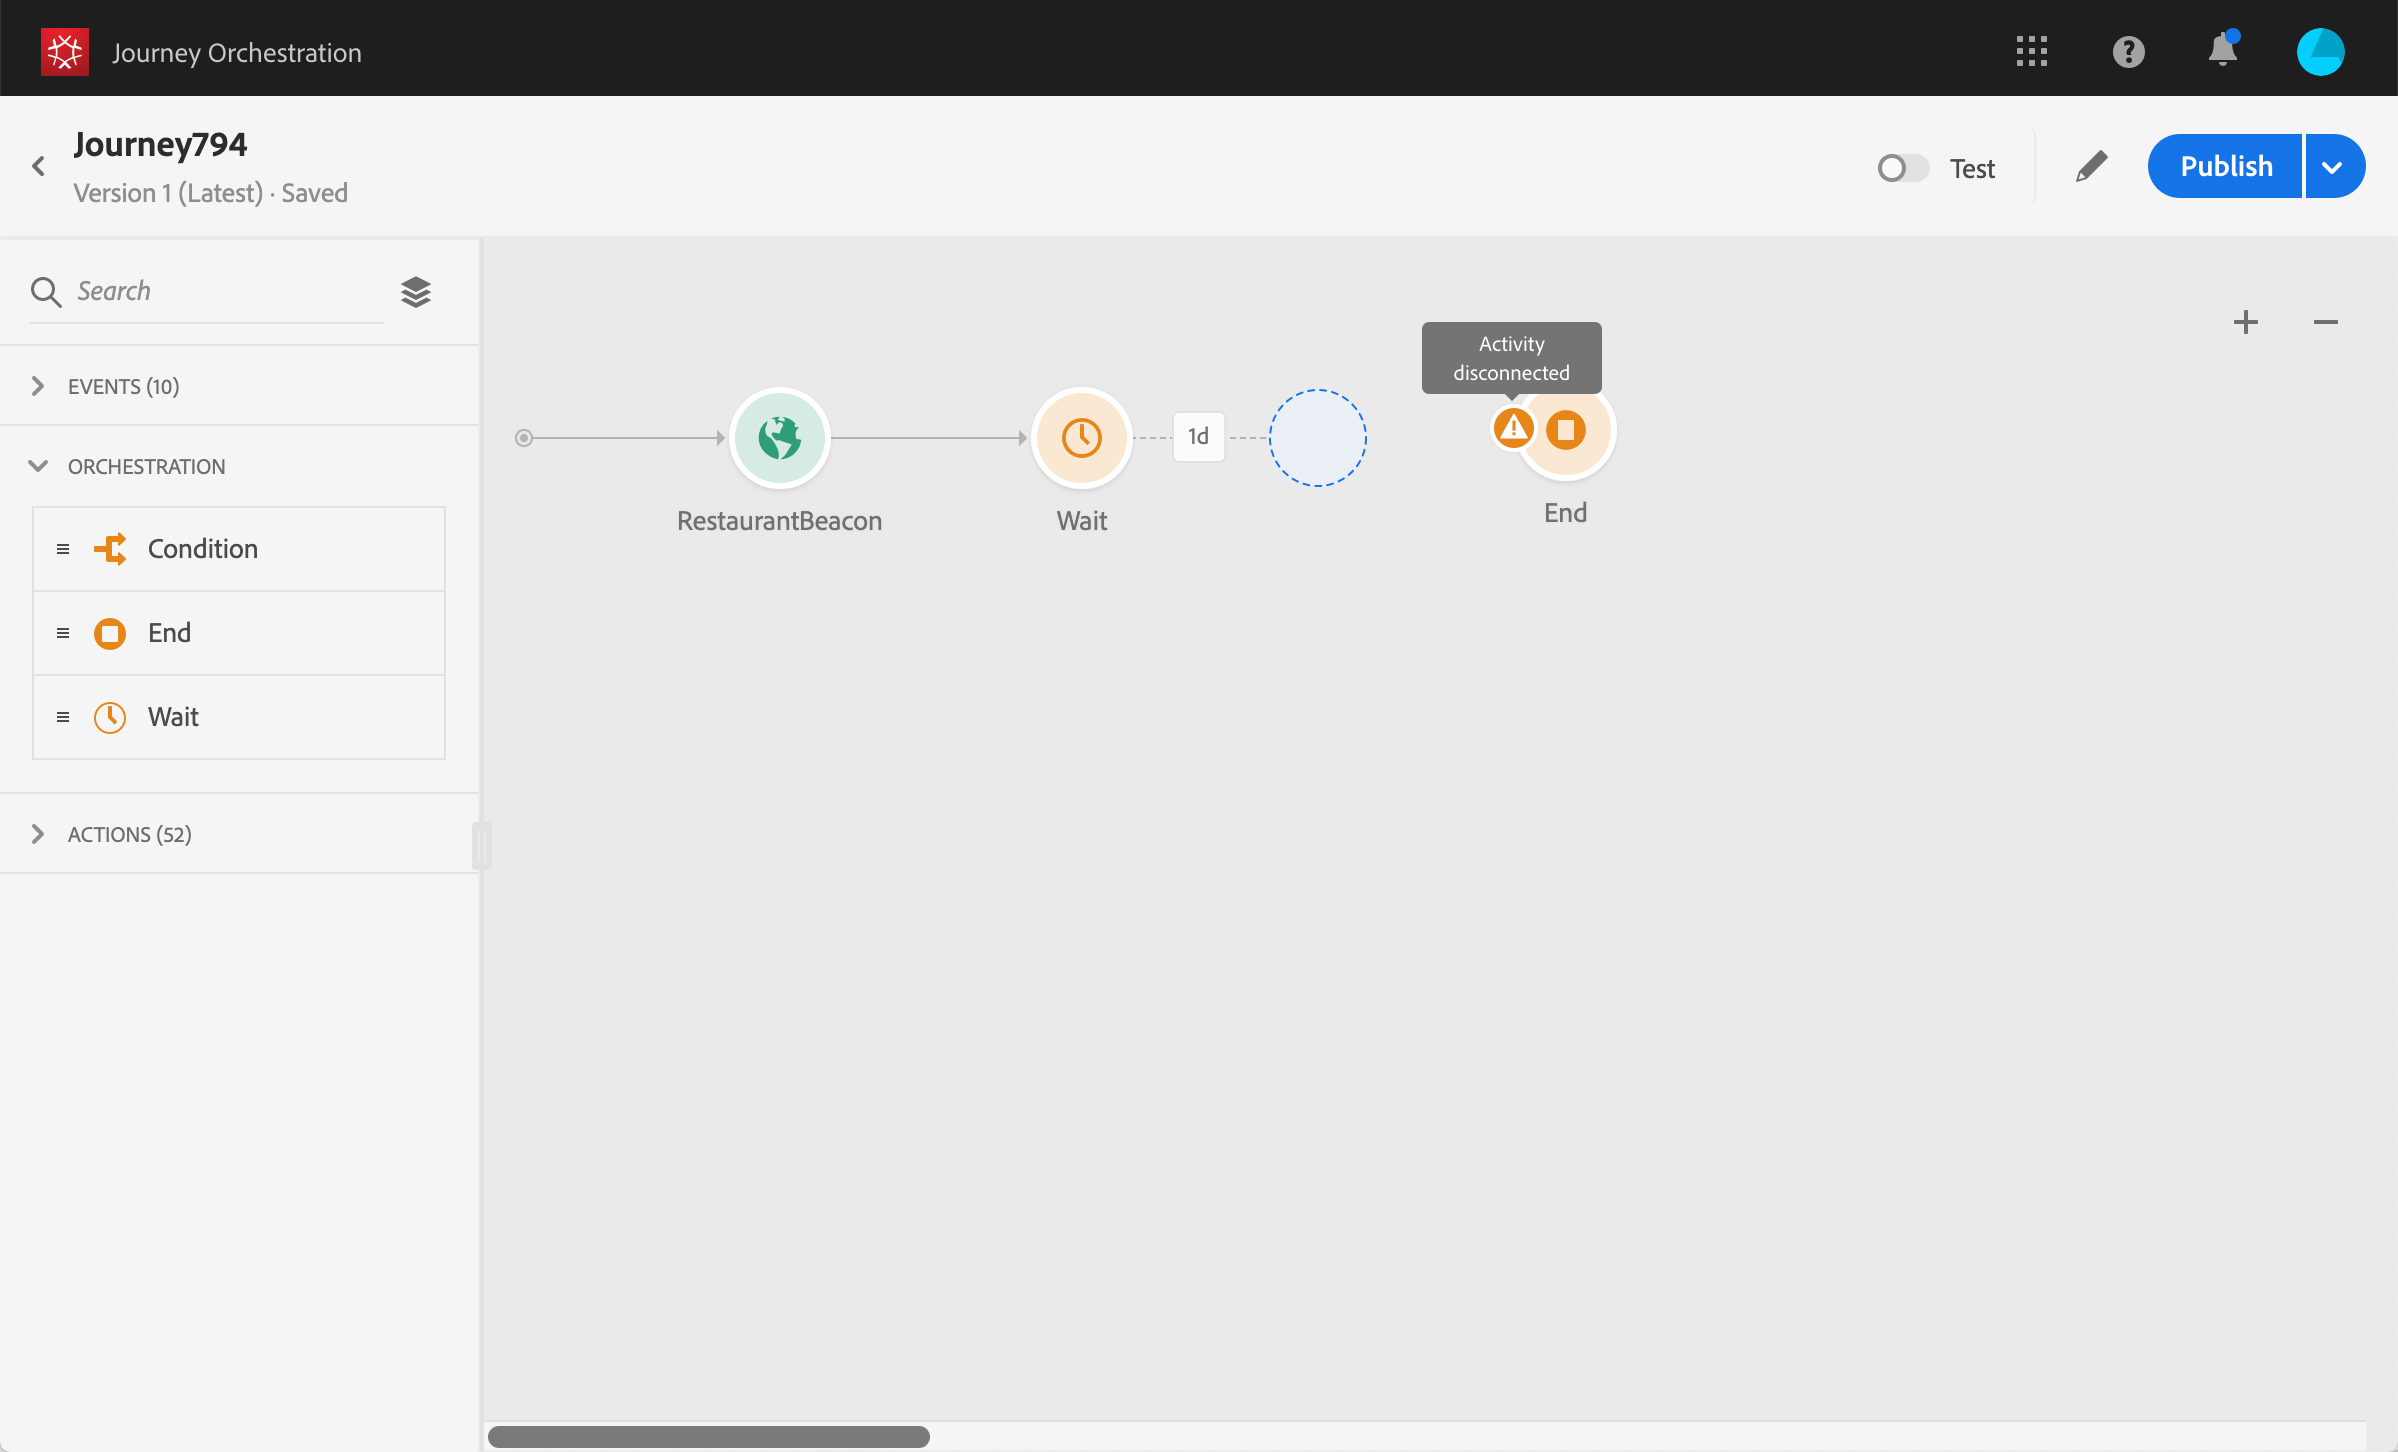 Journey Orchestration
Journey794
Version 1 (Latest) · Saved
Test
Publish
Search
EVENTS (10)
ORCHESTRATION
Condition
End
Wait
ACTIONS (52)
Activity
disconnected
1d
RestaurantBeacon
Wait
End